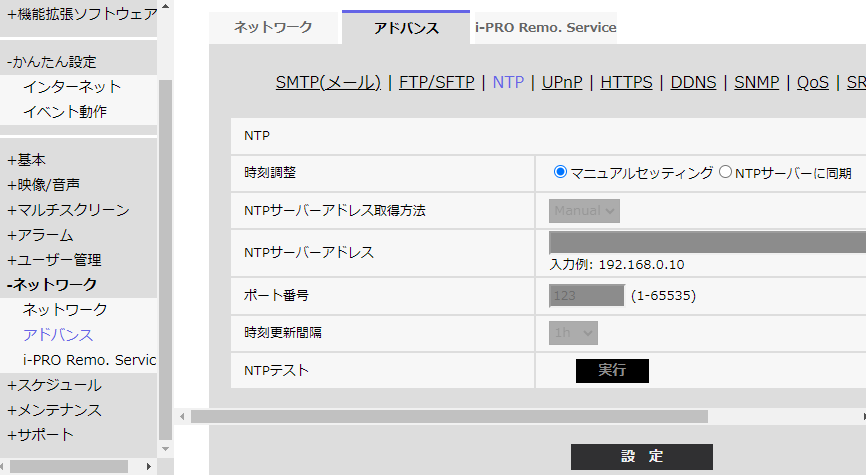 +機能拡張ソフトウェア
-かんたん設定
インターネット
イベント動作
+基本
+映像/音声
+マルチスクリーン
+アラーム
+ユーザー管理
-ネットワーク
ネットワーク
アドバンス
i-PRO Remo. Servic
+スケジュール
+メンテナンス
+サポート
ネットワーク アドバンス i-PRO Remo. Service
SMTP(メール) | FTP/SFTP | NTP | UPnP | HTTPS | DDNS | SNMP | QoS | SR
NTP
時刻調整 マニュアルセッティング NTPサーバーに同期
NTPサーバーアドレス取得方法 Manual
NTPサーバーアドレス
入力例: 192.168.0.10
ポート番号 123 (1-65535)
時刻更新間隔 1h
NTPテスト 実行
設 定